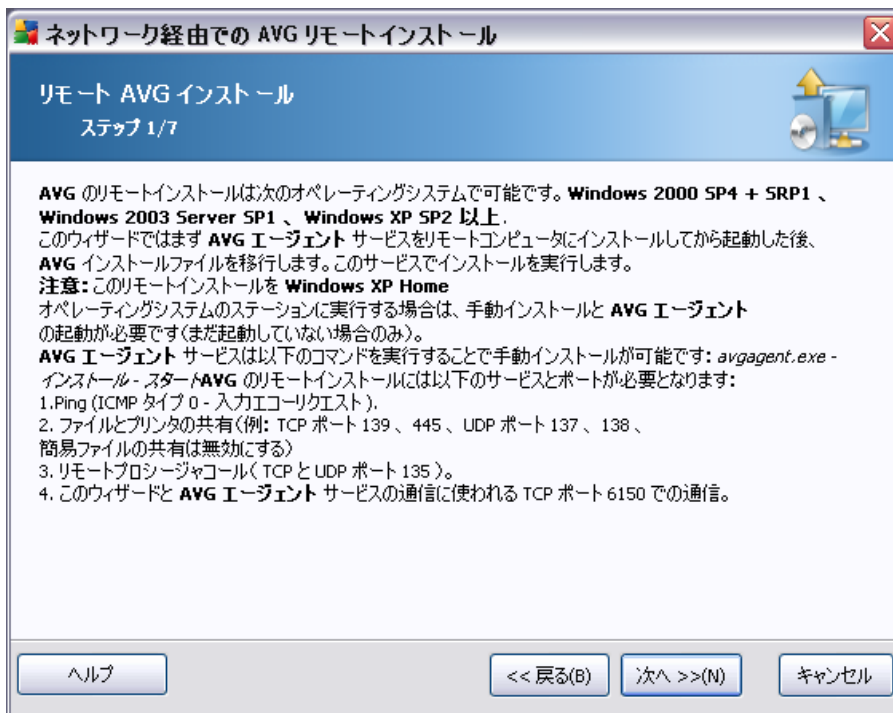 ネットワーク経由での AVG リモートインストール
リモート AVG インストール
ステップ 1/7
AVG のリモートインストールは次のオペレーティングシステムで可能です。Windows 2000 SP4 + SRP1 、
Windows 2003 Server SP1 、 Windows XP SP2 以上.
このウィザードではまず AVG エージェント サービスをリモートコンピュータにインストールしてから起動した後、
AVG インストールファイルを移行します。このサービスでインストールを実行します。
注意:このリモートインストールを Windows XP Home
オペレーティングシステムのステーションに実行する場合は、手動インストールと AVG エージェント
の起動が必要です(まだ起動していない場合のみ)。
AVG エージェント サービスは以下のコマンドを実行することで手動インストールが可能です: avgagent.exe -
インストール - スタートAVG のリモートインストールには以下のサービスとポートが必要となります:
1.Ping (ICMP タイプ 0 - 入力エコーリクエスト ).
2. ファイルとプリンタの共有(例: TCP ポート 139 、 445 、 UDP ポート 137 、 138 、
簡易ファイルの共有は無効にする)
3. リモートプロシージャコール( TCP と UDP ポート 135 )。
4. このウィザードと AVG エージェント サービスの通信に使われる TCP ポート 6150 での通信。
ヘルプ
<< 戻る(B)
次へ >>(N)
キャンセル